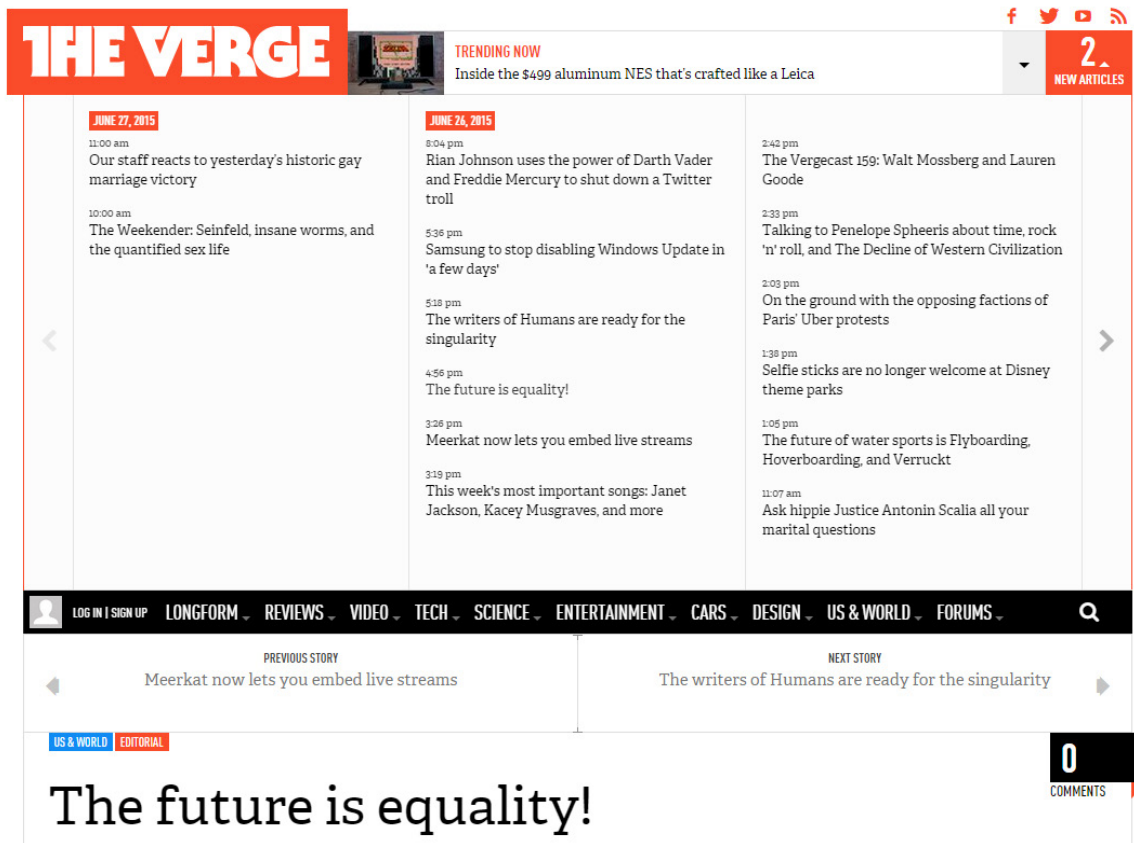 THE VERGE
TRENDING NOW
Inside the $499 aluminum NES that's crafted like a Leica
2
NEW ARTICLES
JUNE 27, 2015
11:00 am
Our staff reacts to yesterday's historic gay
marriage victory
10:00 am
The Weekender: Seinfeld, insane worms, and
the quantified sex life
JUNE 26, 2015
8:04 pm
Rian Johnson uses the power of Darth Vader
and Freddie Mercury to shut down a Twitter
troll
5:36 pm
Samsung to stop disabling Windows Update in
'a few days'
5:18 pm
The writers of Humans are ready for the
singularity
4:56 pm
The future is equality!
3:26 pm
Meerkat now lets you embed live streams
3:19 pm
This week's most important songs: Janet
Jackson, Kacey Musgraves, and more
2:42 pm
The Vergecast 159: Walt Mossberg and Lauren
Goode
2:33 pm
Talking to Penelope Spheeris about time, rock
'n' roll, and The Decline of Western Civilization
2:03 pm
On the ground with the opposing factions of
Paris' Uber protests
1:38 pm
Selfie sticks are no longer welcome at Disney
theme parks
1:05 pm
The future of water sports is Flyboarding,
Hoverboarding, and Verruckt
11:07 am
Ask hippie Justice Antonin Scalia all your
marital questions
LOG IN | SIGN UP LONGFORM REVIEWS VIDEO TECH SCIENCE ENTERTAINMENT CARS DESIGN US & WORLD FORUMS
PREVIOUS STORY
Meerkat now lets you embed live streams
NEXT STORY
The writers of Humans are ready for the singularity
US & WORLD EDITORIAL
0
COMMENTS
The future is equality!